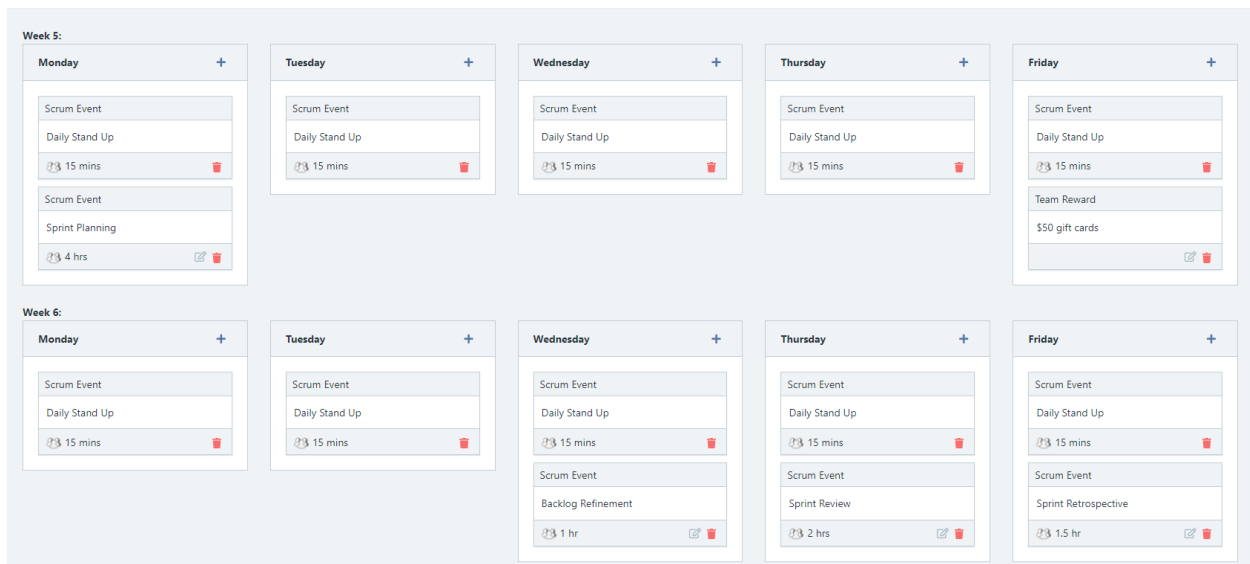 Week 5:
Monday +
Scrum Event
Daily Stand Up
15 mins
Scrum Event
Sprint Planning
4 hrs
Tuesday +
Scrum Event
Daily Stand Up
15 mins
Wednesday +
Scrum Event
Daily Stand Up
15 mins
Thursday +
Scrum Event
Daily Stand Up
15 mins
Friday +
Scrum Event
Daily Stand Up
15 mins
Team Reward
$50 gift cards
Week 6:
Monday +
Scrum Event
Daily Stand Up
15 mins
Tuesday +
Scrum Event
Daily Stand Up
15 mins
Wednesday +
Scrum Event
Daily Stand Up
15 mins
Scrum Event
Backlog Refinement
1 hr
Thursday +
Scrum Event
Daily Stand Up
15 mins
Scrum Event
Sprint Review
2 hrs
Friday +
Scrum Event
Daily Stand Up
15 mins
Scrum Event
Sprint Retrospective
1.5 hr